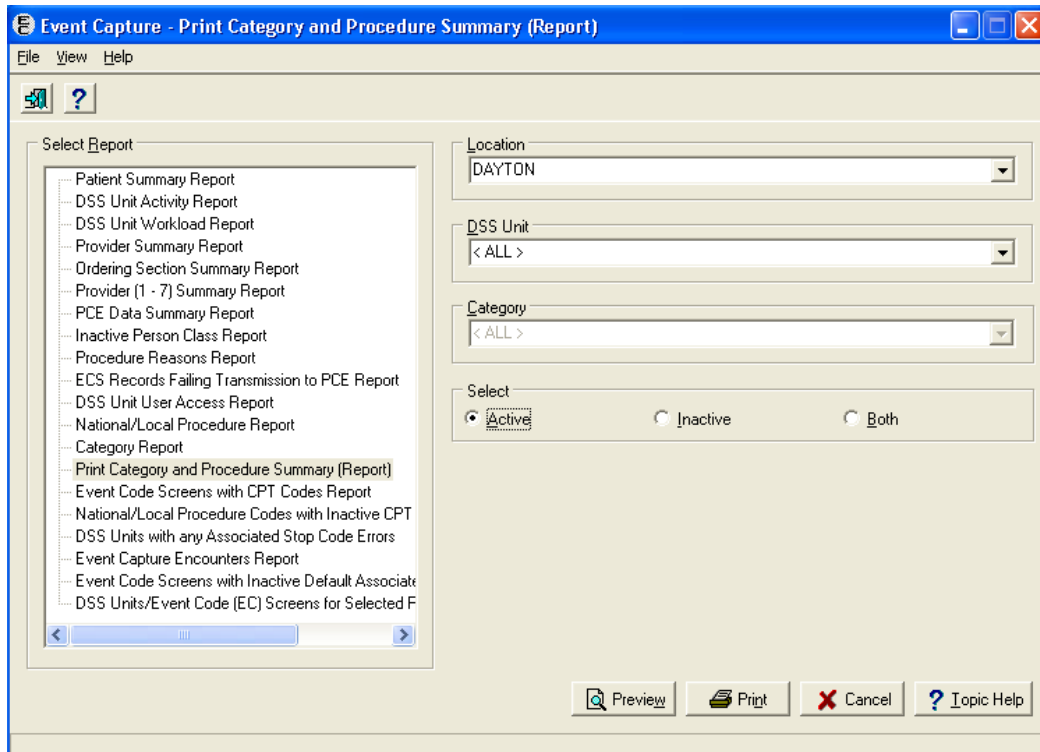 Event Capture - Print Category and Procedure Summary (Report)
File View Help
Select Report
Patient Summary Report
DSS Unit Activity Report
DSS Unit Workload Report
Provider Summary Report
Ordering Section Summary Report
Provider (1 - 7) Summary Report
PCE Data Summary Report
Inactive Person Class Report
Procedure Reasons Report
ECS Records Failing Transmission to PCE Report
DSS Unit User Access Report
National/Local Procedure Report
Category Report
Print Category and Procedure Summary (Report)
Event Code Screens with CPT Codes Report
National/Local Procedure Codes with Inactive CPT
DSS Units with any Associated Stop Code Errors
Event Capture Encounters Report
Event Code Screens with Inactive Default Associate
DSS Units/Event Code (EC) Screens for Selected F
Location
DAYTON
DSS Unit
< ALL >
Category
< ALL >
Select
Active Inactive Both
Preview Print Cancel ? Topic Help